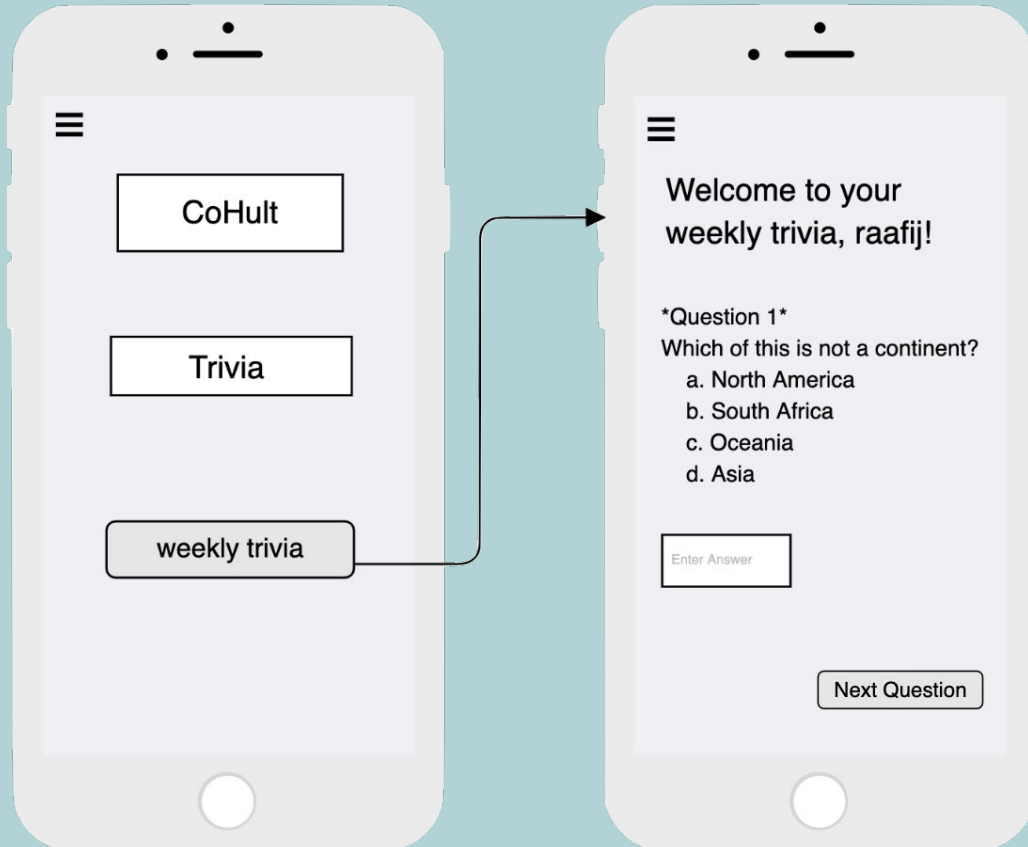 CoHult
Trivia
weekly trivia
Welcome to your
weekly trivia, raafij!
*Question 1*
Which of this is not a continent?
a. North America
b. South Africa
c. Oceania
d. Asia
Enter Answer
Next Question